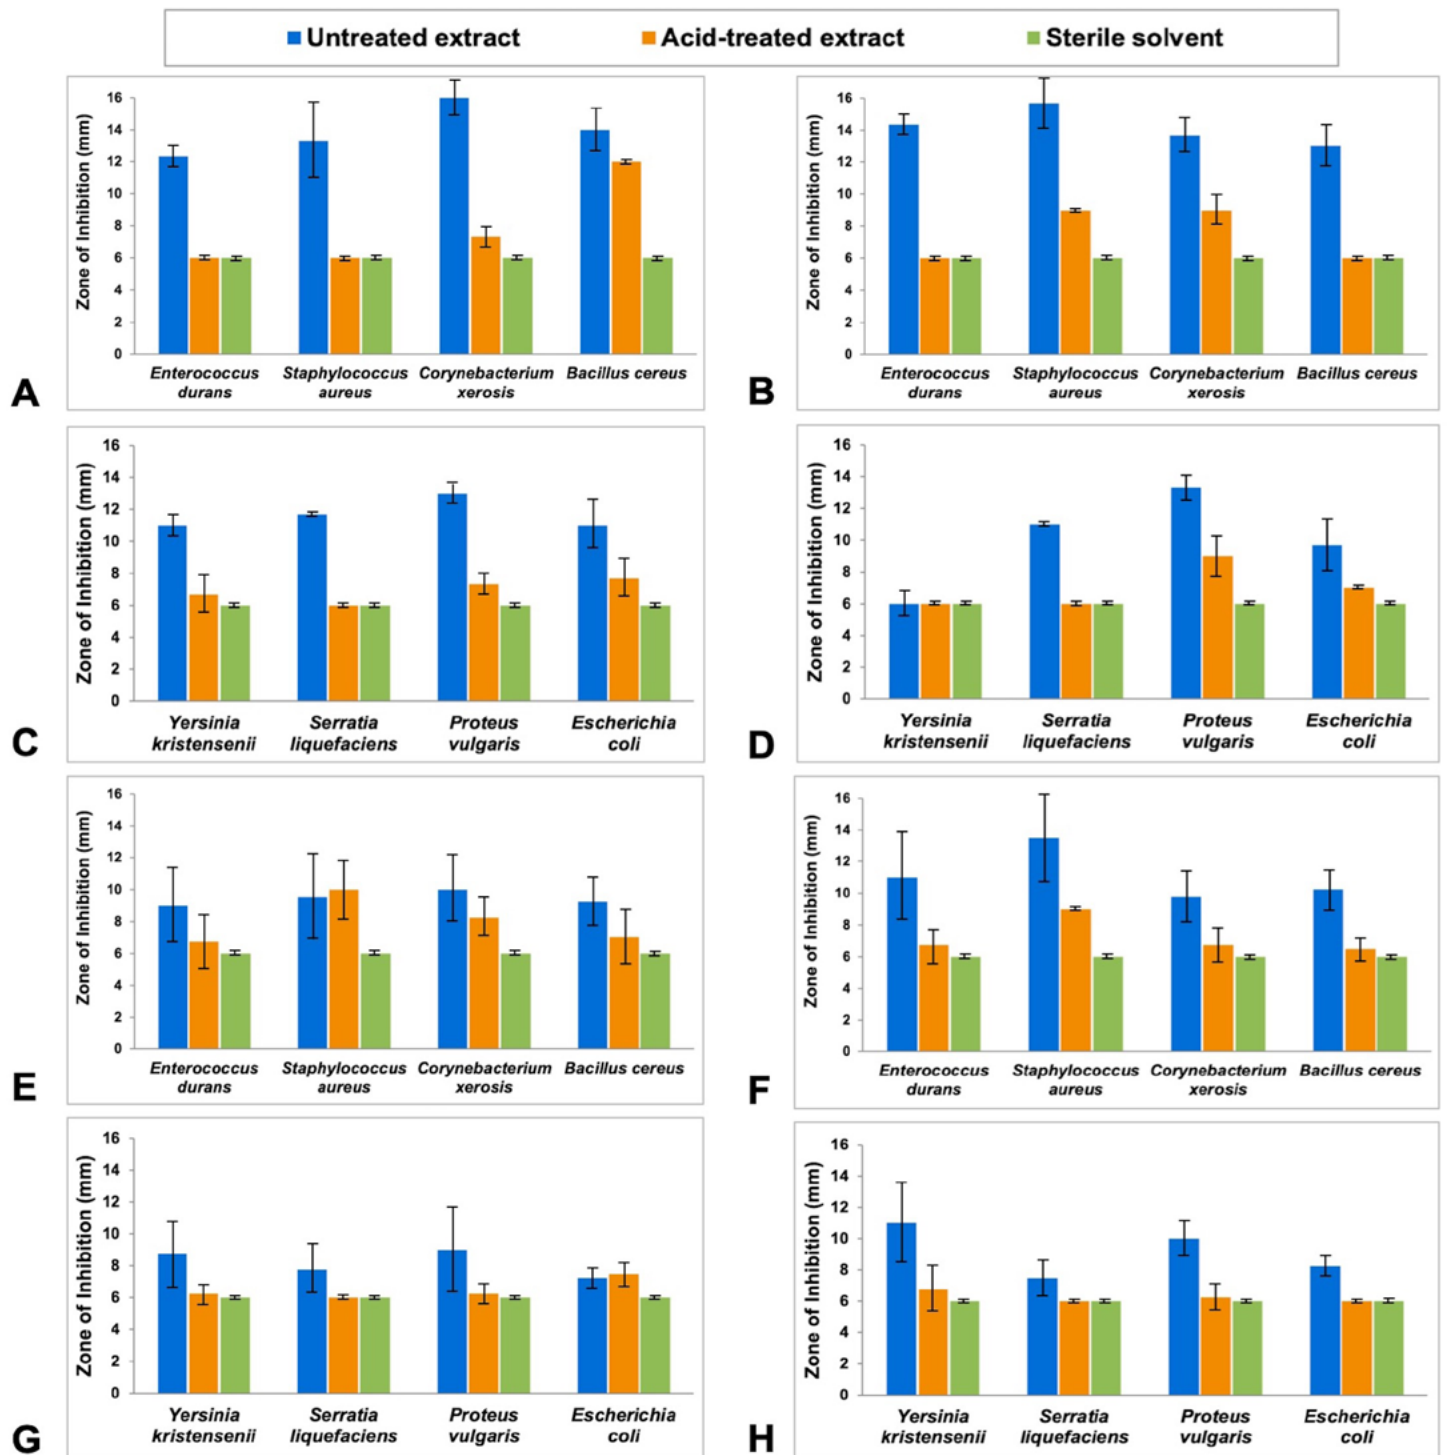 Untreated extract Acid-treated extract Sterile solvent
Zone of Inhibition (mm)
16
14
12
10
8
6
4
2
0
Enterococcus durans
Staphylococcus aureus
Corynebacterium xerosis
Bacillus cereus
A
Zone of Inhibition (mm)
16
14
12
10
8
6
4
2
0
Enterococcus durans
Staphylococcus aureus
Corynebacterium xerosis
Bacillus cereus
B
Zone of Inhibition (mm)
16
14
12
10
8
6
4
2
0
Yersinia kristensenii
Serratia liquefaciens
Proteus vulgaris
Escherichia coli
C
Zone of Inhibition (mm)
16
14
12
10
8
6
4
2
0
Yersinia kristensenii
Serratia liquefaciens
Proteus vulgaris
Escherichia coli
D
Zone of Inhibition (mm)
16
14
12
10
8
6
4
2
0
Enterococcus durans
Staphylococcus aureus
Corynebacterium xerosis
Bacillus cereus
E
Zone of Inhibition (mm)
16
14
12
10
8
6
4
2
0
Enterococcus durans
Staphylococcus aureus
Corynebacterium xerosis
Bacillus cereus
F
Zone of Inhibition (mm)
16
14
12
10
8
6
4
2
0
Yersinia kristensenii
Serratia liquefaciens
Proteus vulgaris
Escherichia coli
G
Zone of Inhibition (mm)
16
14
12
10
8
6
4
2
0
Yersinia kristensenii
Serratia liquefaciens
Proteus vulgaris
Escherichia coli
H